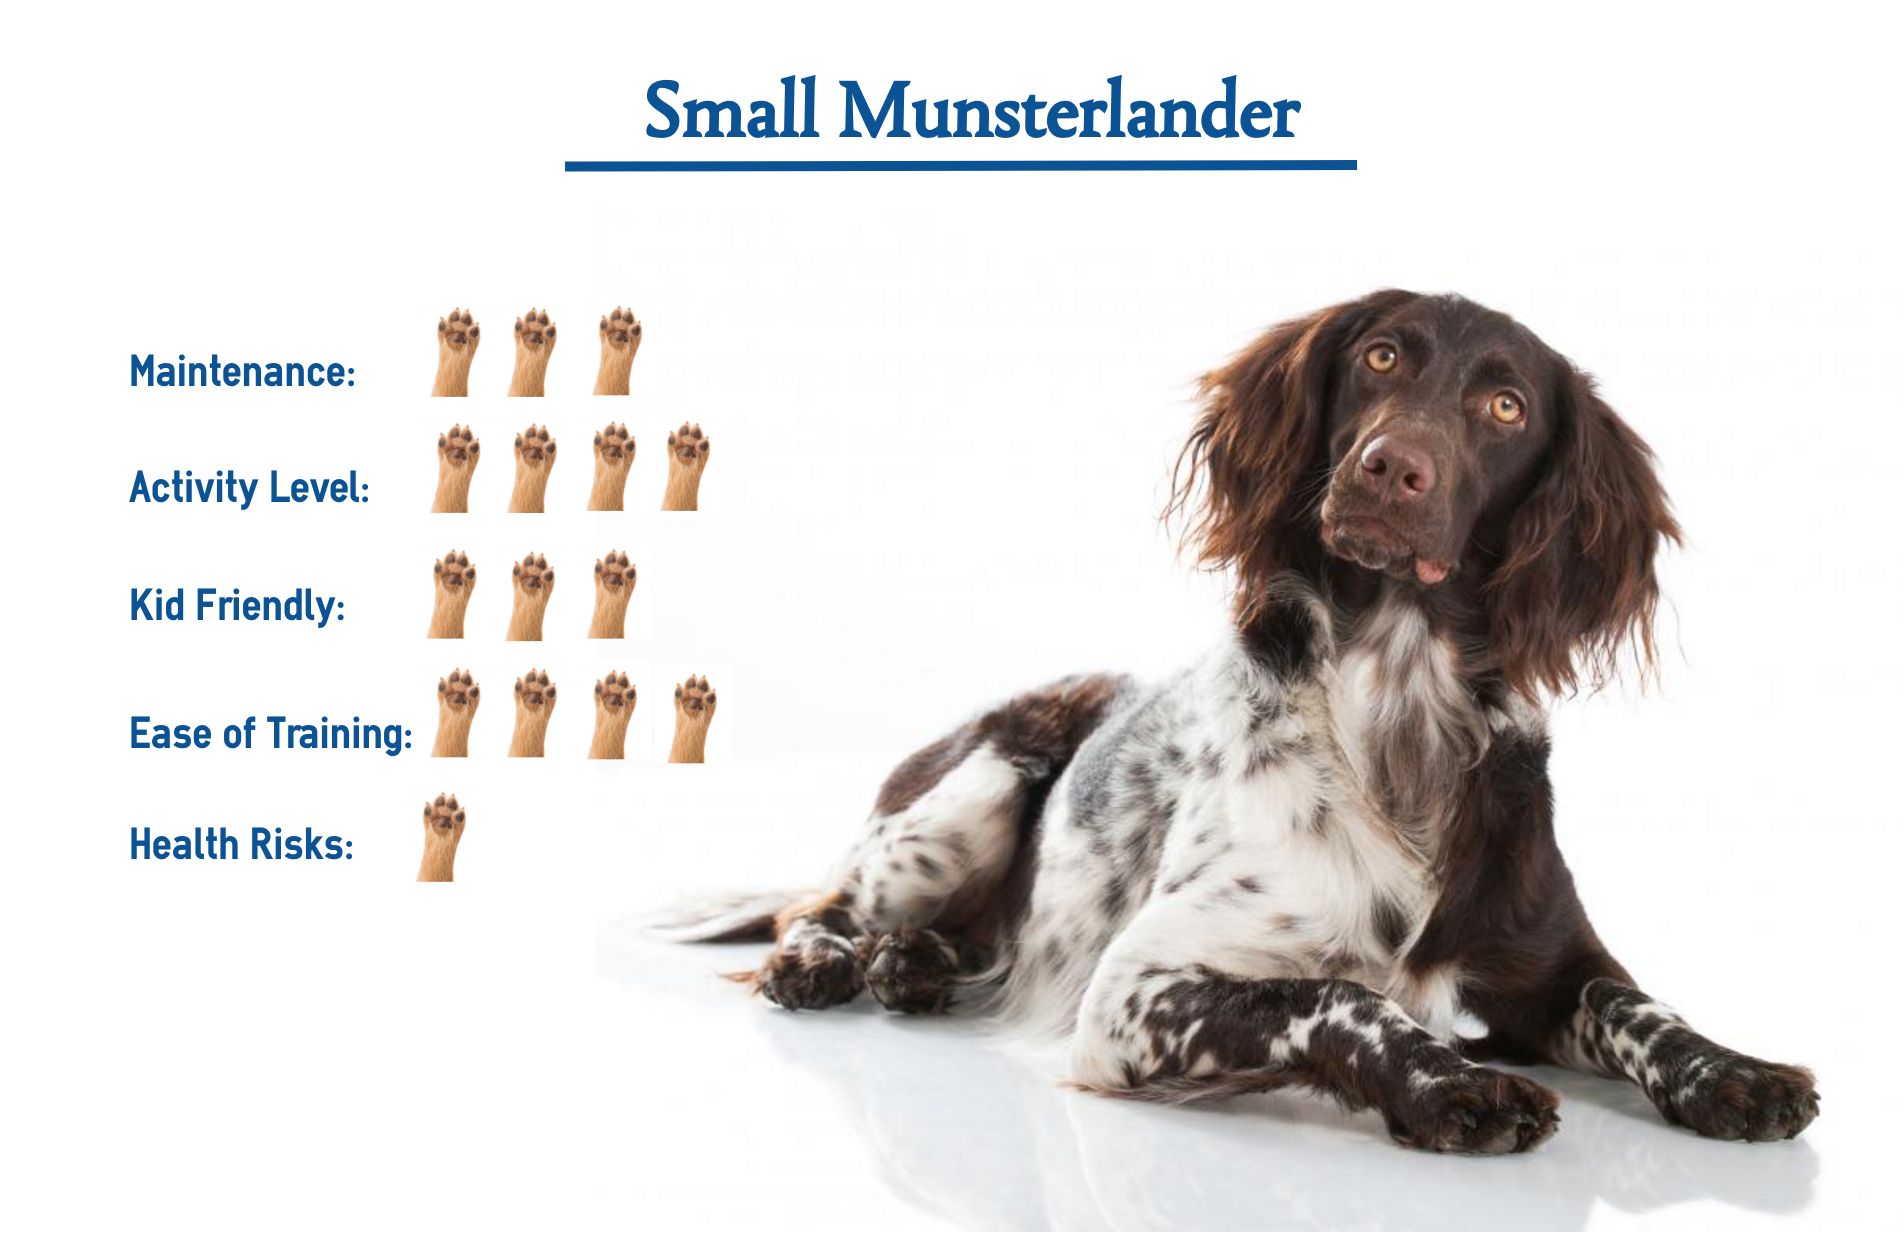 Small Munsterlander
Maintenance:
Activity Level:
Kid Friendly:
Ease of Training:
Health Risks: